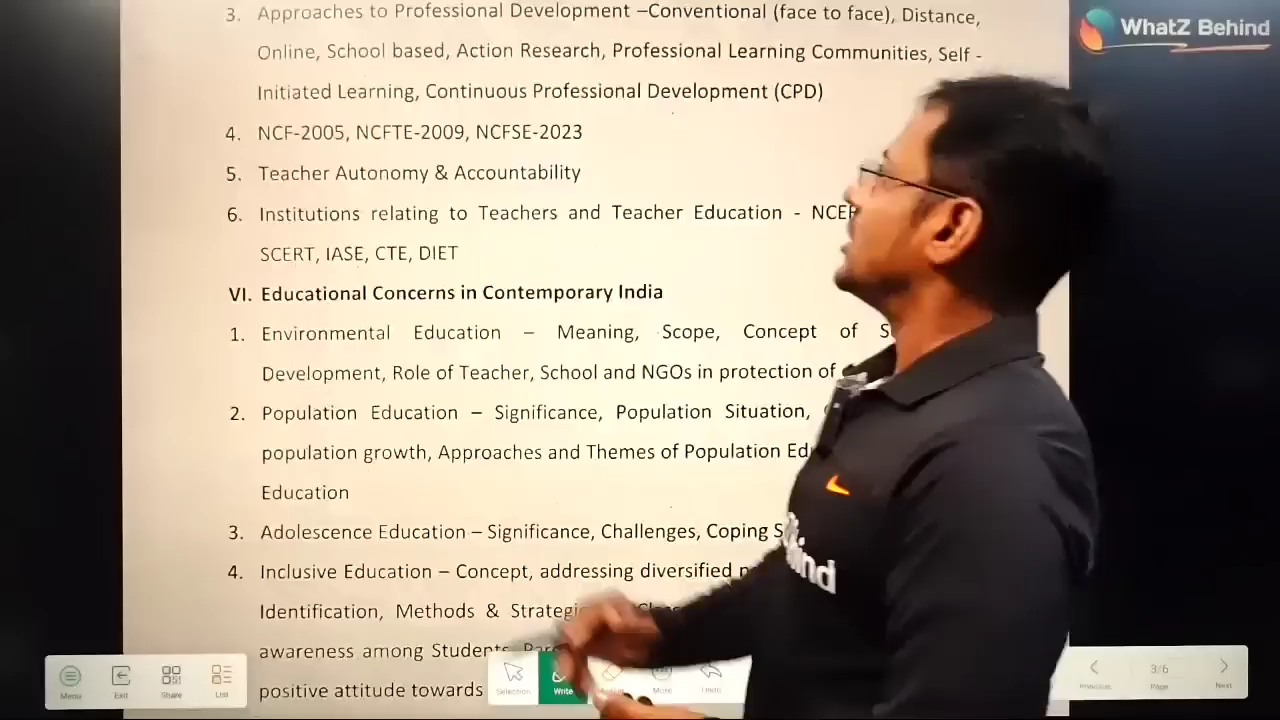 3. Approaches to Professional Development –Conventional (face to face), Distance,
Online, School based, Action Research, Professional Learning Communities, Self -
Initiated Learning, Continuous Professional Development (CPD)
4. NCF-2005, NCFTE-2009, NCFSE-2023
5. Teacher Autonomy & Accountability
6. Institutions relating to Teachers and Teacher Education -
SCERT, IASE, CTE, DIET
VI. Educational Concerns in Contemporary India
1. Environmental Education – Meaning, Scope, Concept of
Development, Role of Teacher, School and NGOs in protection of
2. Population Education – Significance, Population Situation,
population growth, Approaches and Themes of Population
Education
3. Adolescence Education – Significance, Challenges, Coping
4. Inclusive Education – Concept, addressing diversified
Identification, Methods &
awareness among Students,
positive attitude towards
WhatZ Behind
Menu
Exit
Share
List
Selection
Write
More
Undo
Previous
3/6
Page
Next